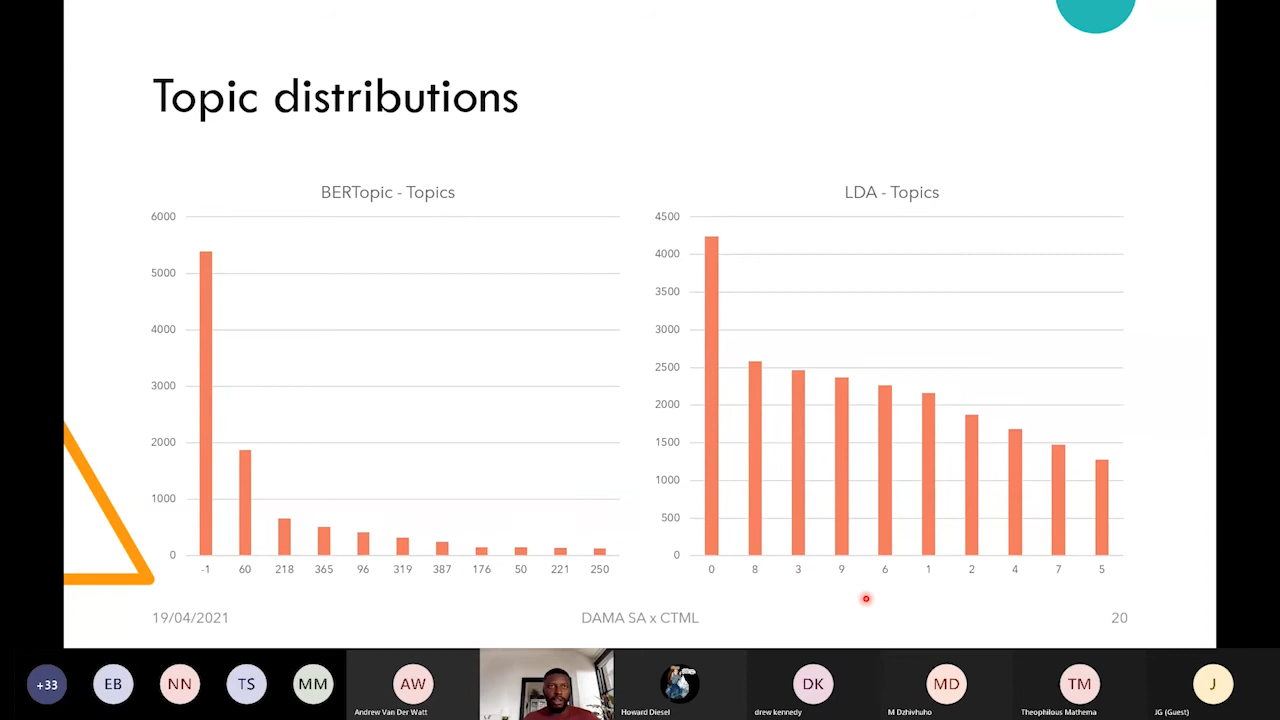 Topic distributions
BERTopic - Topics
6000
5000
4000
3000
2000
1000
0
-1 60 218 365 96 319 387 176 50 221 250
LDA - Topics
4500
4000
3500
3000
2500
2000
1500
1000
500
0
0 8 3 9 6 1 2 4 7 5
19/04/2021 DAMA SA x CTML 20
+33 EB NN TS MM AW DK MD TM J
Andrew Van Der Watt Howard Diesel drew kennedy M Dzhivhuho Theophilous Mathema JG (Guest)